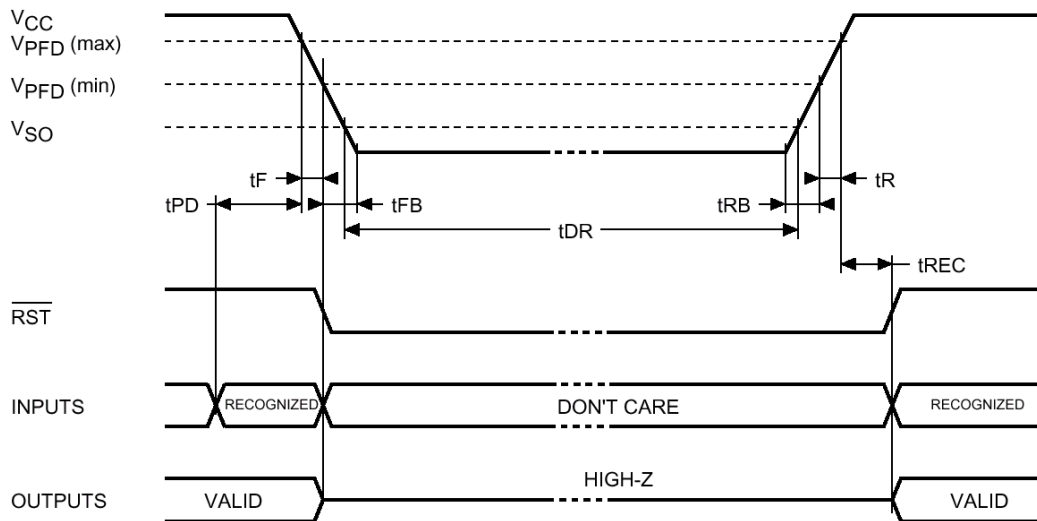 VCC
VPFD (max)
VPFD (min)
VSO
tF
tR
tPD
tFB
tRB
tDR
tREC
RST
INPUTS
RECOGNIZED
DON'T CARE
RECOGNIZED
HIGH-Z
OUTPUTS
VALID
VALID